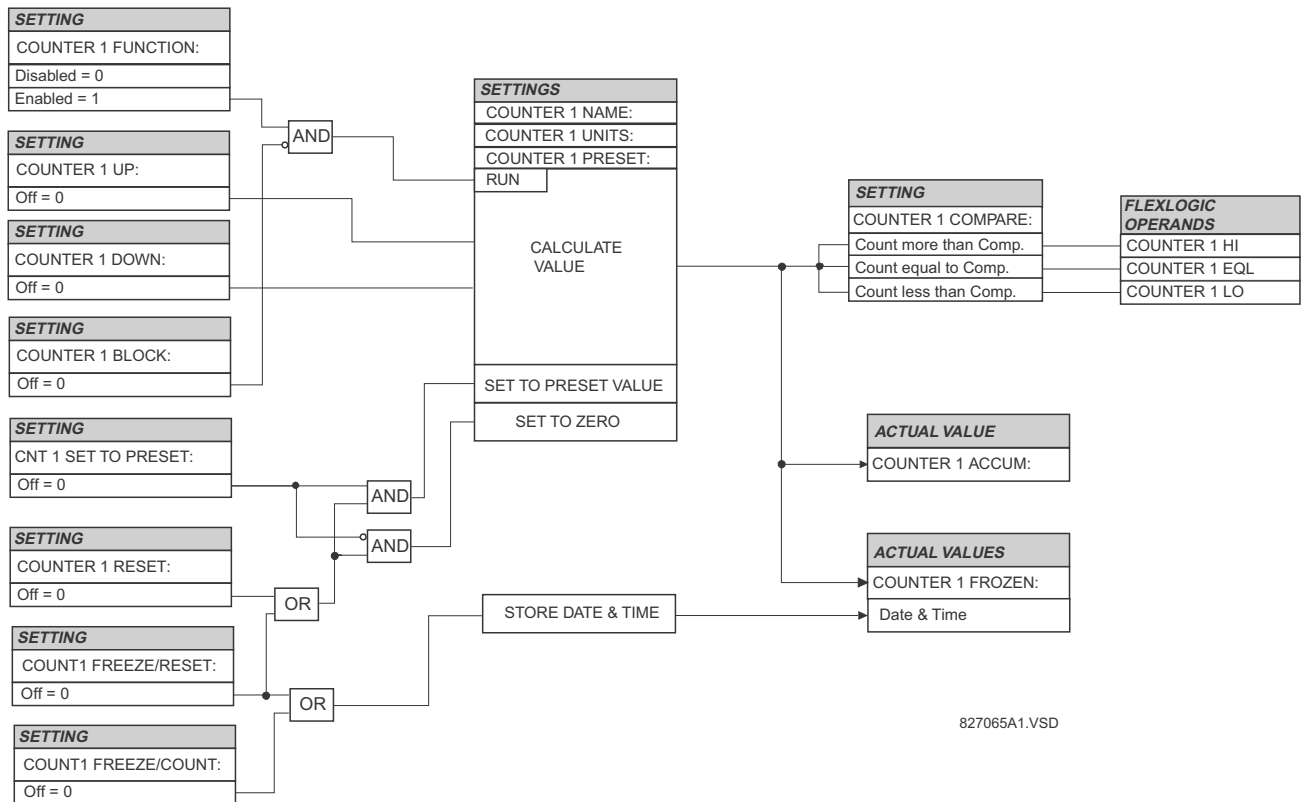 SETTING
COUNTER 1 FUNCTION:
Disabled = 0
Enabled = 1
SETTING
COUNTER 1 UP:
Off = 0
SETTING
COUNTER 1 DOWN:
Off = 0
SETTING
COUNTER 1 BLOCK:
Off = 0
SETTING
CNT 1 SET TO PRESET:
Off = 0
SETTING
COUNTER 1 RESET:
Off = 0
SETTING
COUNT1 FREEZE/RESET:
Off = 0
SETTING
COUNT1 FREEZE/COUNT:
Off = 0
AND
AND
AND
OR
OR
SETTINGS
COUNTER 1 NAME:
COUNTER 1 UNITS:
COUNTER 1 PRESET:
RUN
CALCULATE
VALUE
SET TO PRESET VALUE
SET TO ZERO
STORE DATE & TIME
SETTING
COUNTER 1 COMPARE:
Count more than Comp.
Count equal to Comp.
Count less than Comp.
FLEXLOGIC
OPERANDS
COUNTER 1 HI
COUNTER 1 EQL
COUNTER 1 LO
ACTUAL VALUE
COUNTER 1 ACCUM:
ACTUAL VALUES
COUNTER 1 FROZEN:
Date & Time
827065A1.VSD